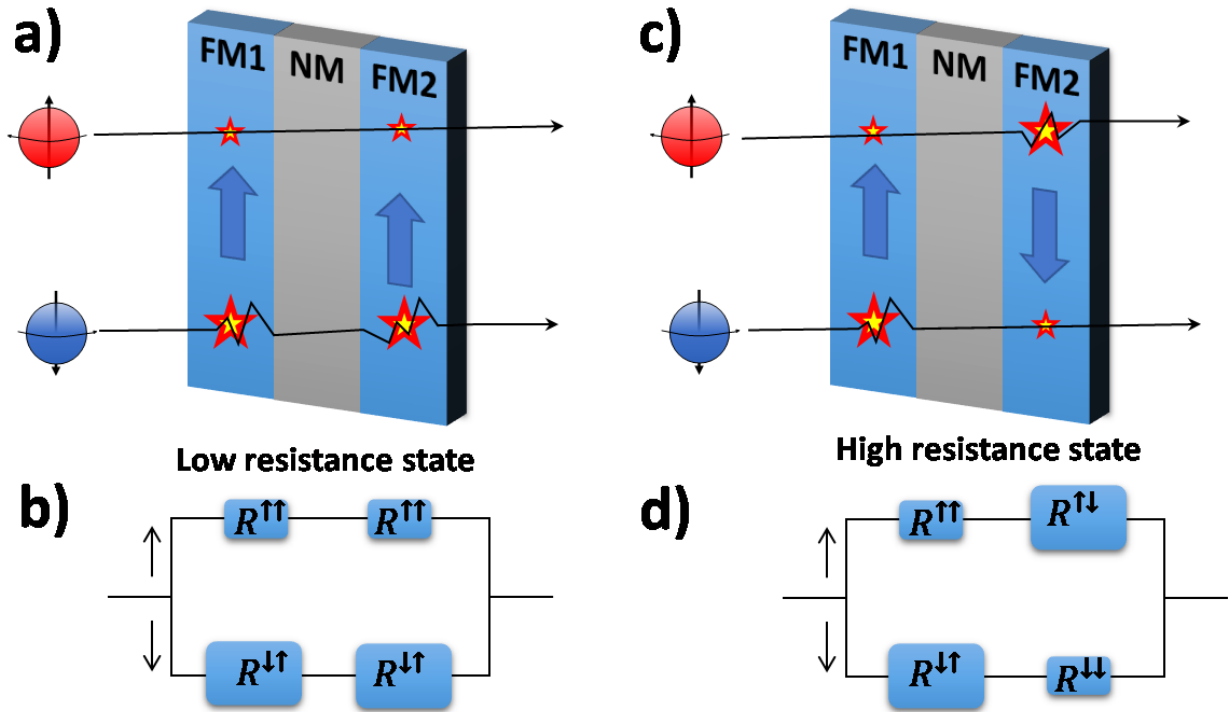 a)
FM1 NM FM2
Low resistance state
b)
R↑↑ R↑↑
R↓↑ R↓↑
c)
FM1 NM FM2
High resistance state
d)
R↑↑ R↑↓
R↓↑ R↓↓